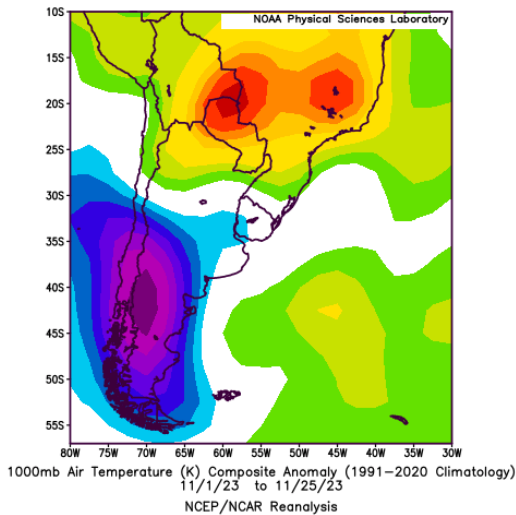 NOAA Physical Sciences Laboratory
10S
15S
20S
25S
30S
35S
40S
45S
50S
55S
80W 75W 70W 65W 60W 55W 50W 45W 40W 35W 30W
1000mb Air Temperature (K) Composite Anomaly (1991-2020 Climatology)
11/1/23 to 11/25/23
NCEP/NCAR Reanalysis